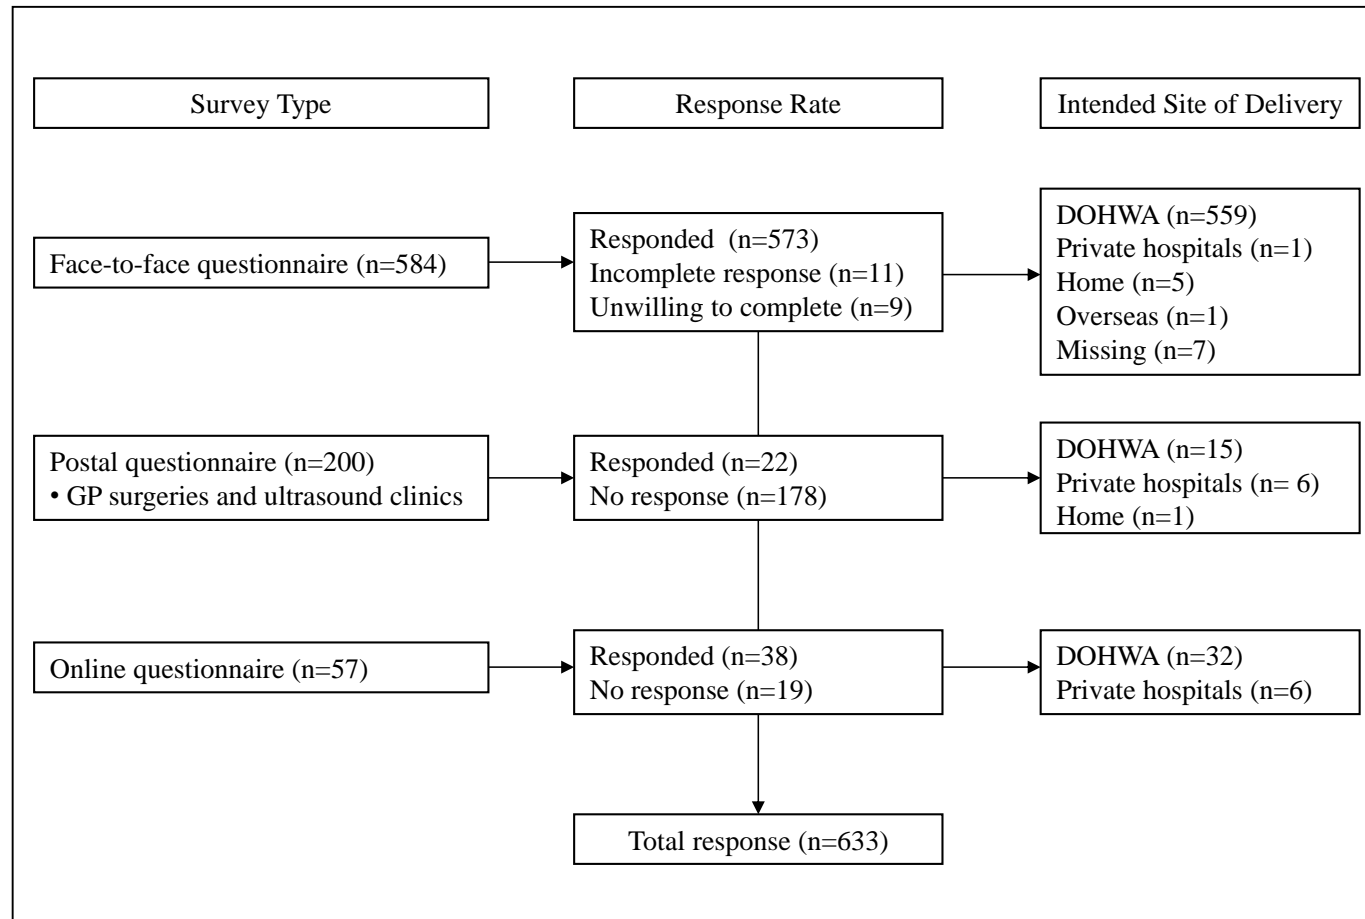 Survey Type
Response Rate
Intended Site of Delivery
Face-to-face questionnaire (n=584)
Responded (n=573)
Incomplete response (n=11)
Unwilling to complete (n=9)
DOHWA (n=559)
Private hospitals (n=1)
Home (n=5)
Overseas (n=1)
Missing (n=7)
Postal questionnaire (n=200)
• GP surgeries and ultrasound clinics
Responded (n=22)
No response (n=178)
DOHWA (n=15)
Private hospitals (n= 6)
Home (n=1)
Online questionnaire (n=57)
Responded (n=38)
No response (n=19)
DOHWA (n=32)
Private hospitals (n=6)
Total response (n=633)